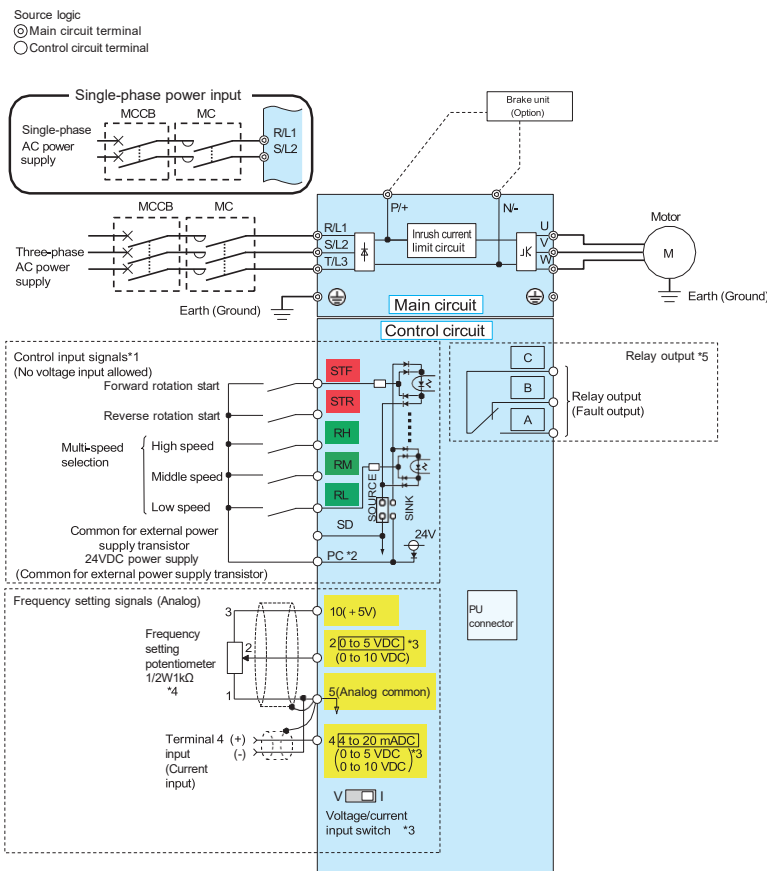 Source logic
Main circuit terminal
Control circuit terminal
Single-phase power input
MCCB MC
Single-phase
AC power
supply
R/L1
S/L2
Brake unit
(Option)
MCCB MC
Three-phase
AC power
supply
R/L1
S/L2
T/L3
P/+ N/-
Inrush current
limit circuit
U
V
W
Motor
M
Earth (Ground)
Earth (Ground)
Main circuit
Control circuit
Control input signals*1
(No voltage input allowed)
Forward rotation start
Reverse rotation start
Multi-speed
selection
High speed
Middle speed
Low speed
Common for external power
supply transistor
24VDC power supply
(Common for external power supply transistor)
STF
STR
RH
RM
RL
SD
PC *2
SOURCE
SINK
24V
C
B
A
Relay output *5
Relay output
(Fault output)
Frequency setting signals (Analog)
Frequency
setting
potentiometer
1/2W1kΩ
*4
3
2
1
10(+5V)
2 0 to 5 VDC *3
(0 to 10 VDC)
5(Analog common)
Terminal 4 (+)
input (-)
(Current
input)
4 4 to 20 mADC
(0 to 5 VDC *3
0 to 10 VDC)
V I
Voltage/current
input switch *3
PU
connector